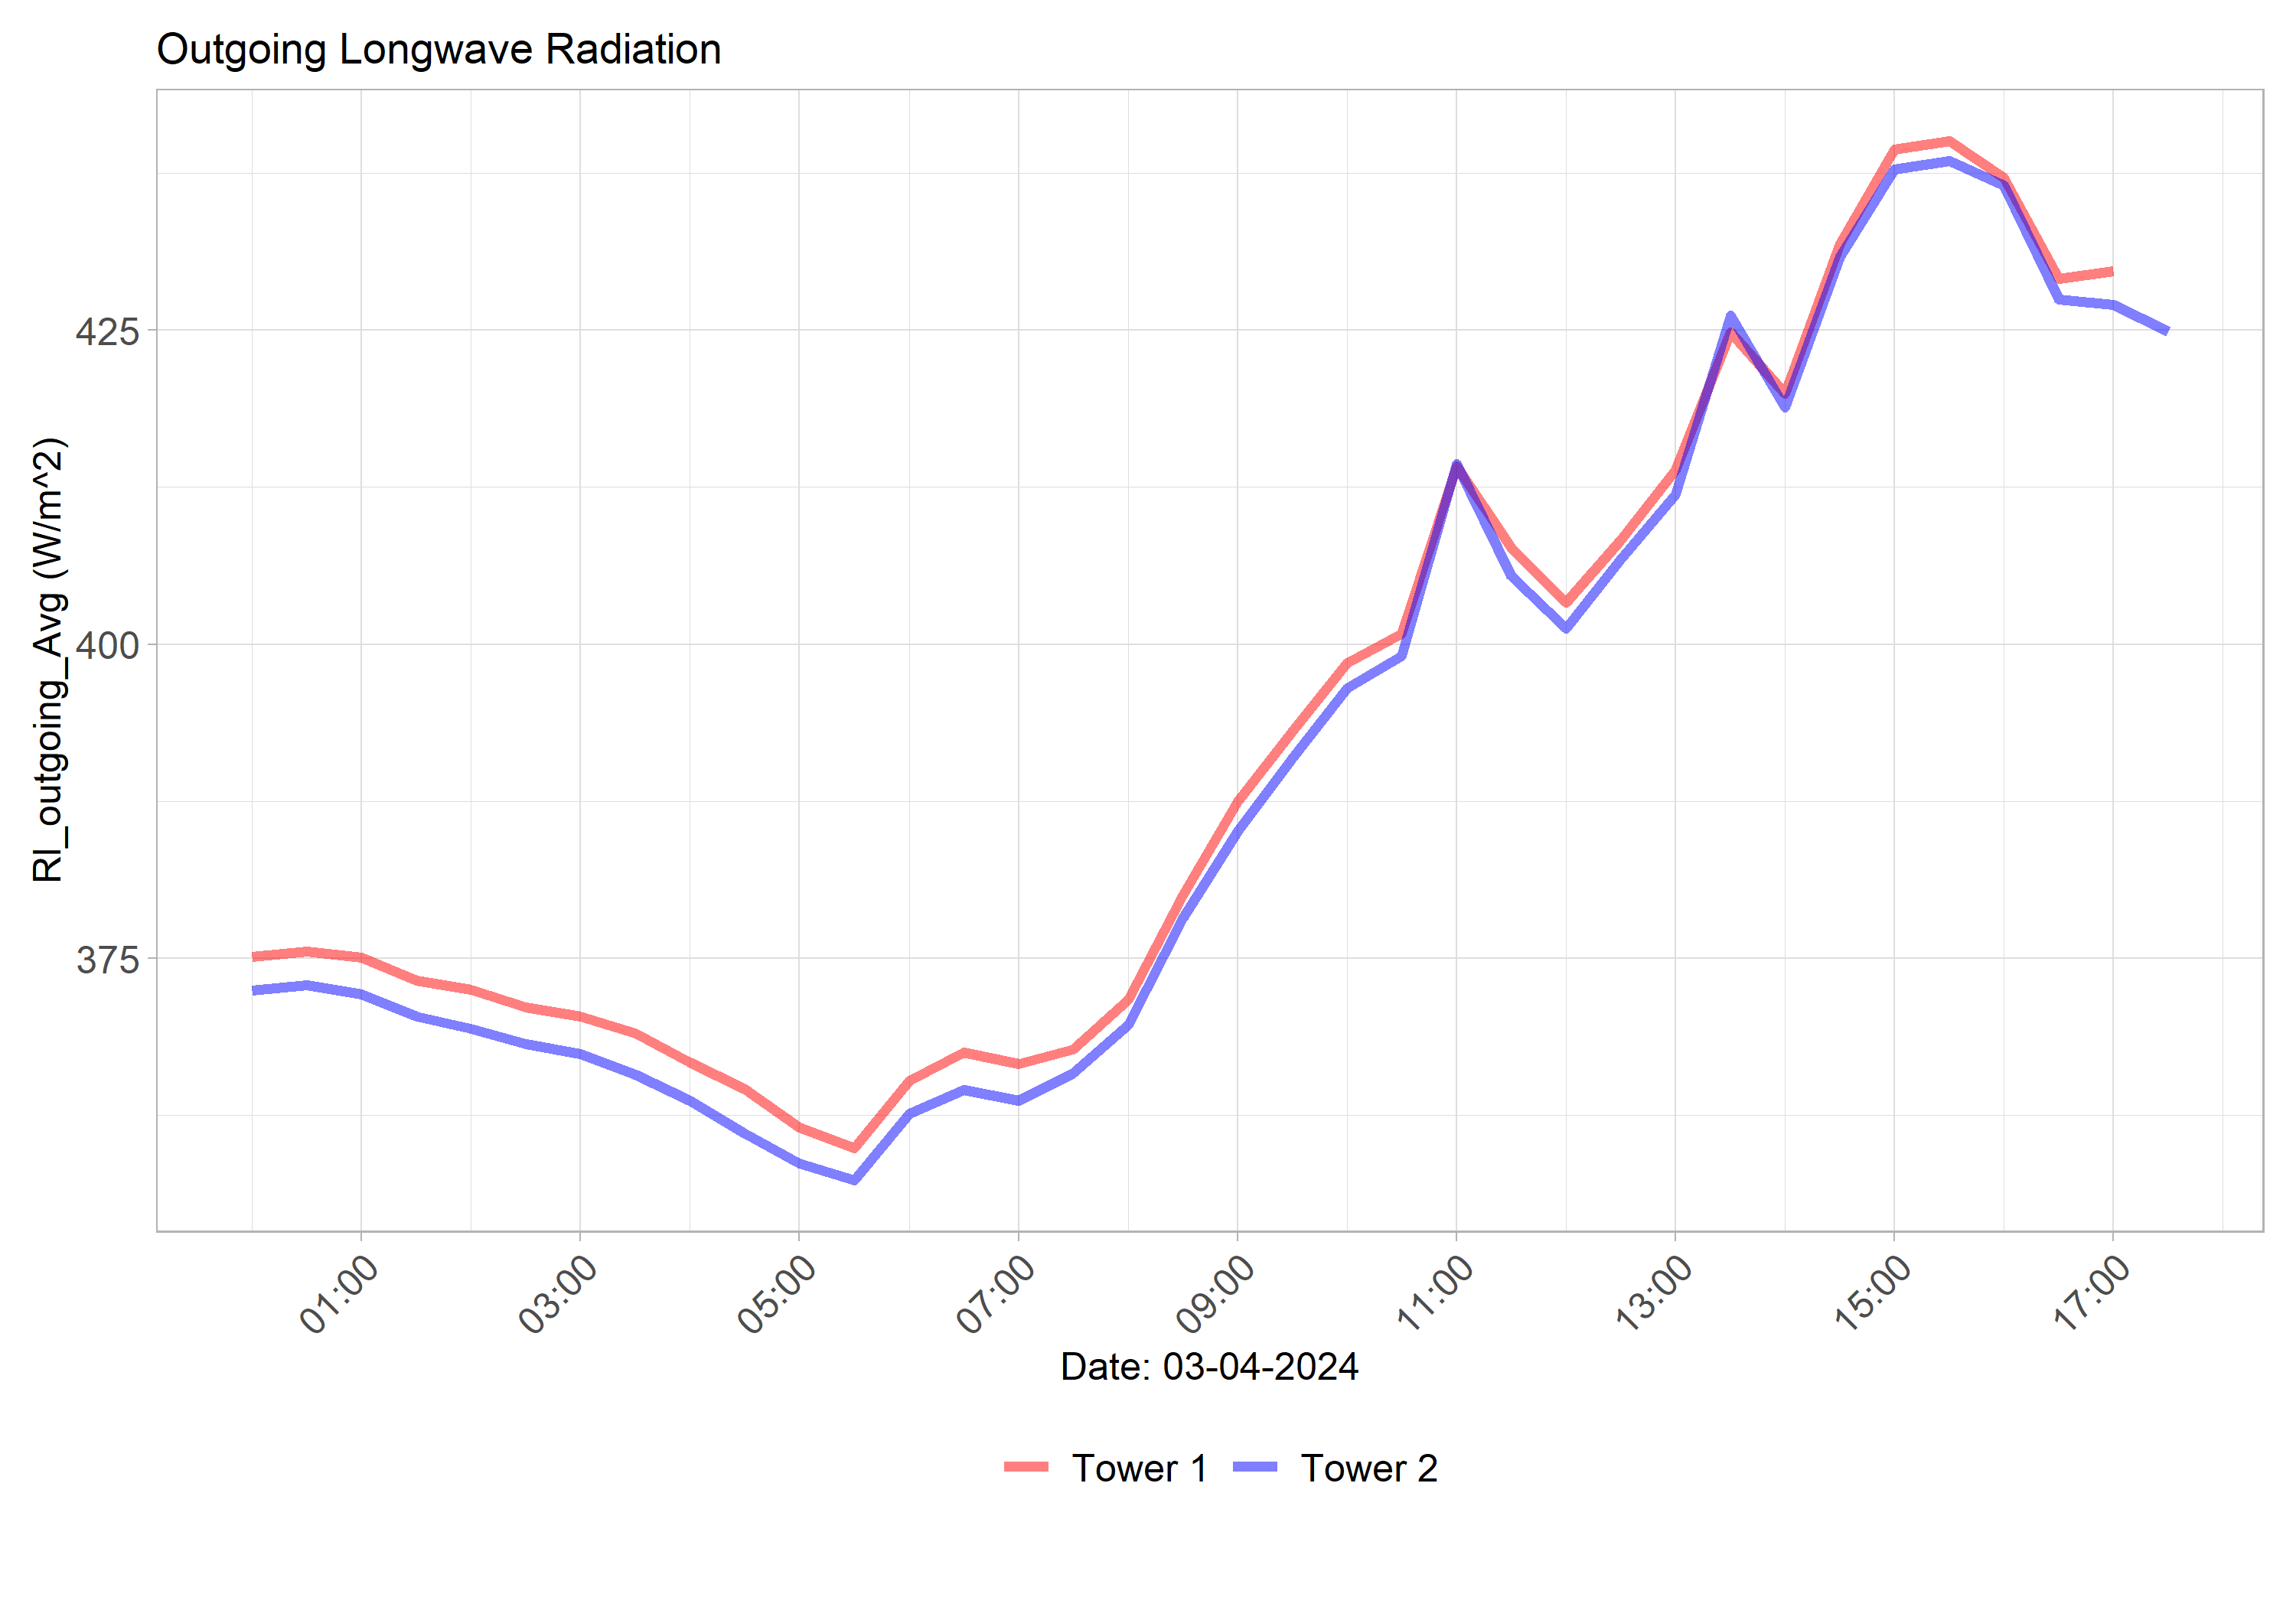 Outgoing Longwave Radiation
Rl_outgoing_Avg (W/m^2)
425
400
375
01:00 03:00 05:00 07:00 09:00 11:00 13:00 15:00 17:00
Date: 03-04-2024
Tower 1 Tower 2